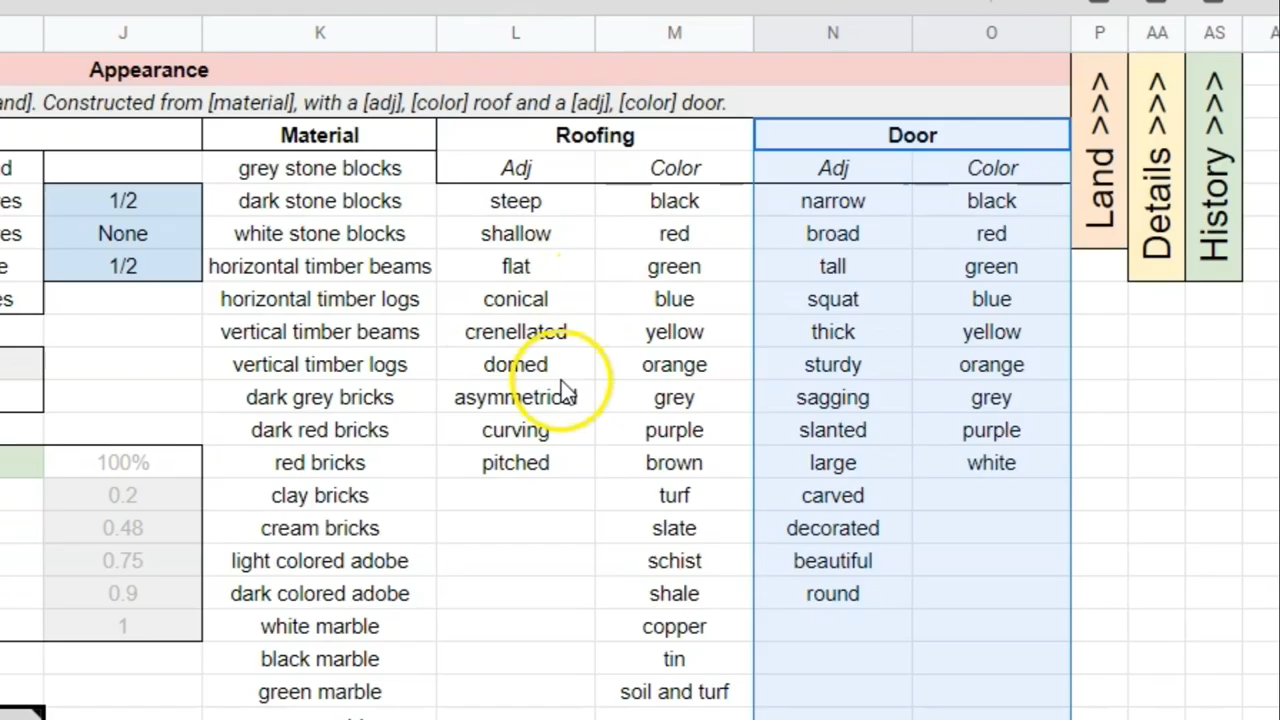 J K L M N O P AA AS
Appearance
and]. Constructed from [material], with a [adj], [color] roof and a [adj], [color] door.
Material Roofing Door
d grey stone blocks Adj Color Adj Color
es 1/2 dark stone blocks steep black narrow black
es None white stone blocks shallow red broad red
e 1/2 horizontal timber beams flat green tall green
es horizontal timber logs conical blue squat blue
vertical timber beams crenellated yellow thick yellow
vertical timber logs domed orange sturdy orange
dark grey bricks asymmetrical grey sagging grey
dark red bricks curving purple slanted purple
100% red bricks pitched brown large white
0.2 clay bricks turf carved
0.48 cream bricks slate decorated
0.75 light colored adobe schist beautiful
0.9 dark colored adobe shale round
1 white marble copper
black marble tin
green marble soil and turf
Land >>>
Details >>>
History >>>